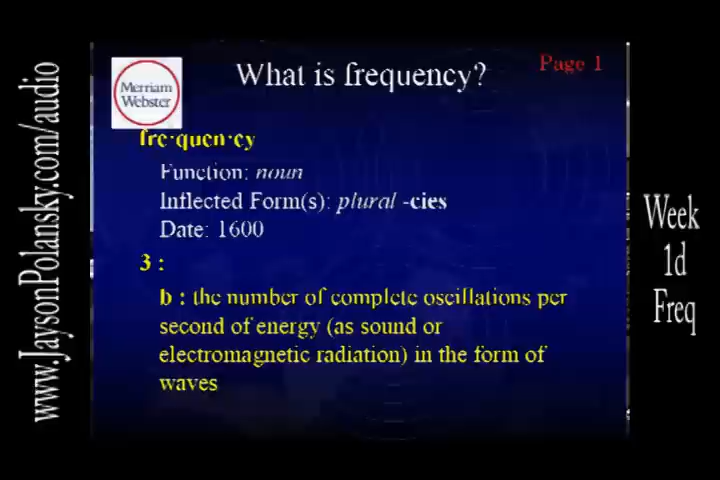 www.JaysonPolansky.com/audio
Merriam
Webster
What is frequency?
Page 1
fre·quen·cy
Function: noun
Inflected Form(s): plural -cies
Date: 1600
3 :
b : the number of complete oscillations per
second of energy (as sound or
electromagnetic radiation) in the form of
waves
Week
1d
Freq